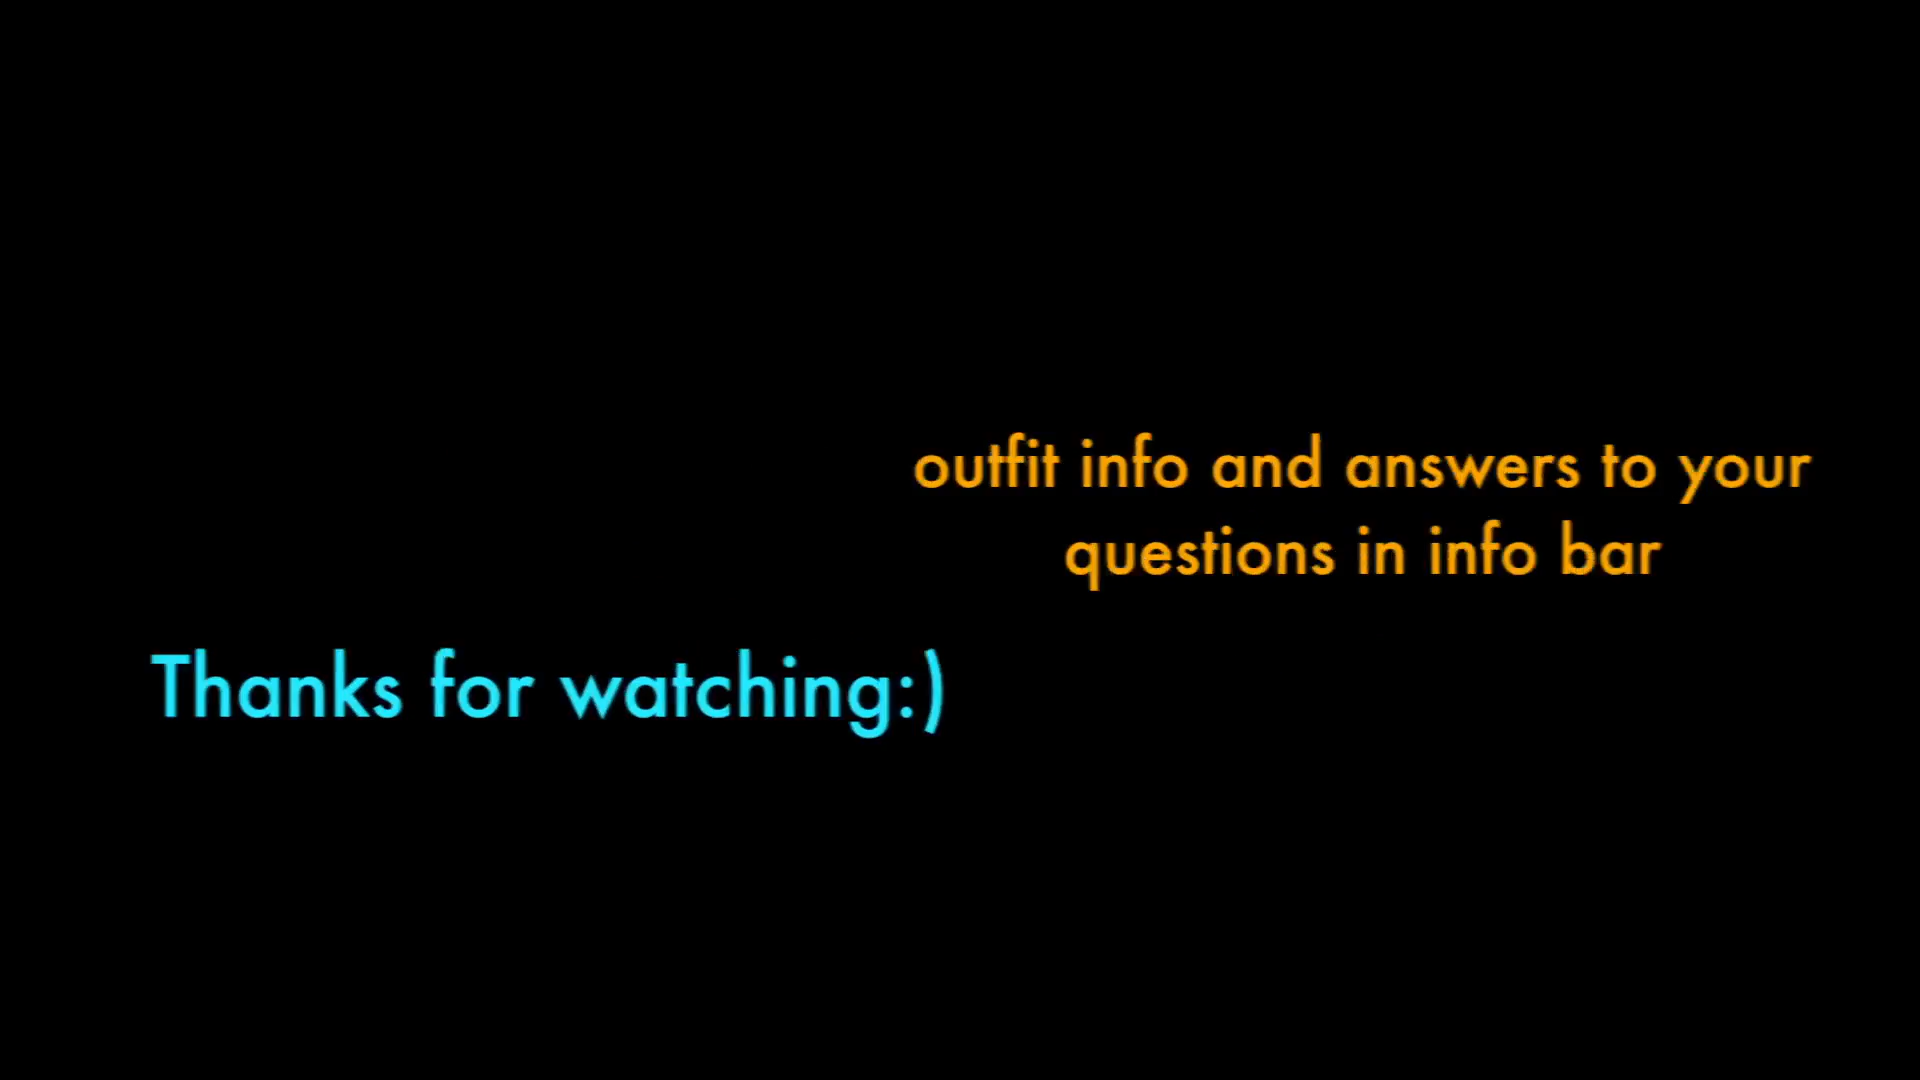 outfit info and answers to your
questions in info bar
Thanks for watching:)